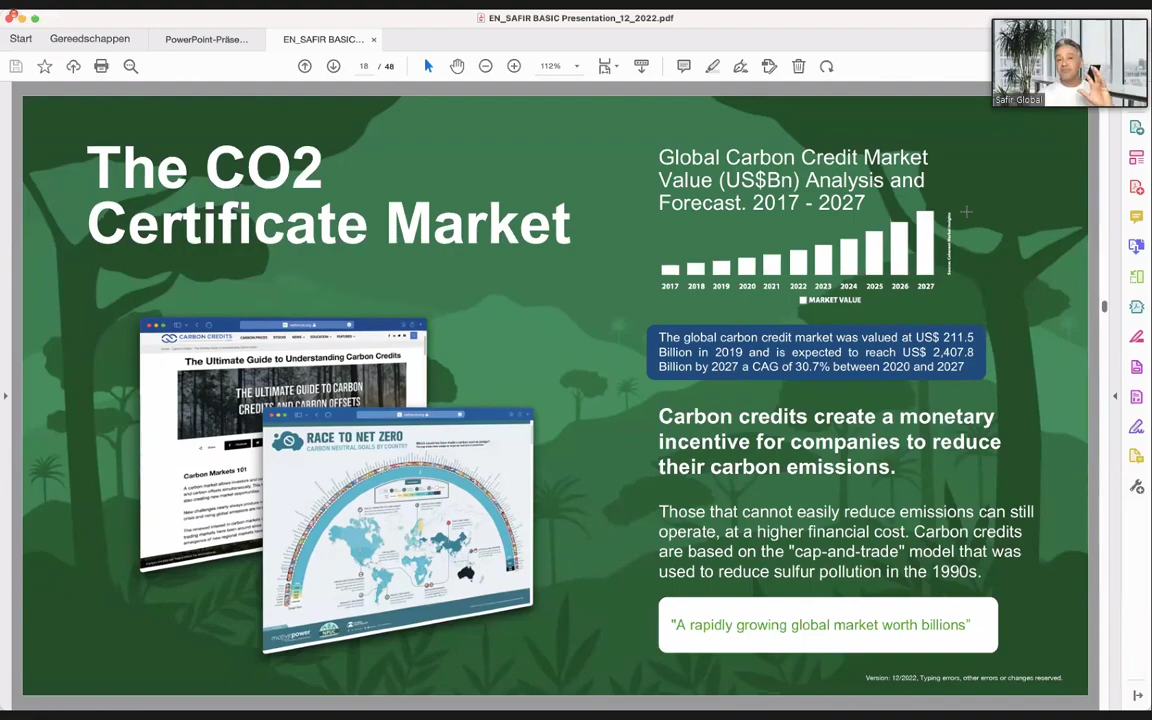 EN_SAFIR BASIC Presentation_12_2022.pdf
Start
Gereedschappen
PowerPoint-Präse...
EN_SAFIR BASIC...
18 / 48
112%
Safir Global
The CO2
Certificate Market
Global Carbon Credit Market
Value (US$Bn) Analysis and
Forecast. 2017 - 2027
2017 2018 2019 2020 2021 2022 2023 2024 2025 2026 2027
MARKET VALUE
The global carbon credit market was valued at US$ 211.5
Billion in 2019 and is expected to reach US$ 2,407.8
Billion by 2027 a CAG of 30.7% between 2020 and 2027
Carbon credits create a monetary
incentive for companies to reduce
their carbon emissions.
Those that cannot easily reduce emissions can still
operate, at a higher financial cost. Carbon credits
are based on the "cap-and-trade" model that was
used to reduce sulfur pollution in the 1990s.
"A rapidly growing global market worth billions"
Version: 12/2022, Typing errors, other errors or changes reserved.
CARBON CREDITS
The Ultimate Guide to Understanding Carbon Credits
THE ULTIMATE GUIDE TO CARBON
CREDITS AND CARBON OFFSETS
Carbon Markets 101
RACE TO NET ZERO
CARBON NEUTRAL GOALS BY COUNTRY
motivepower